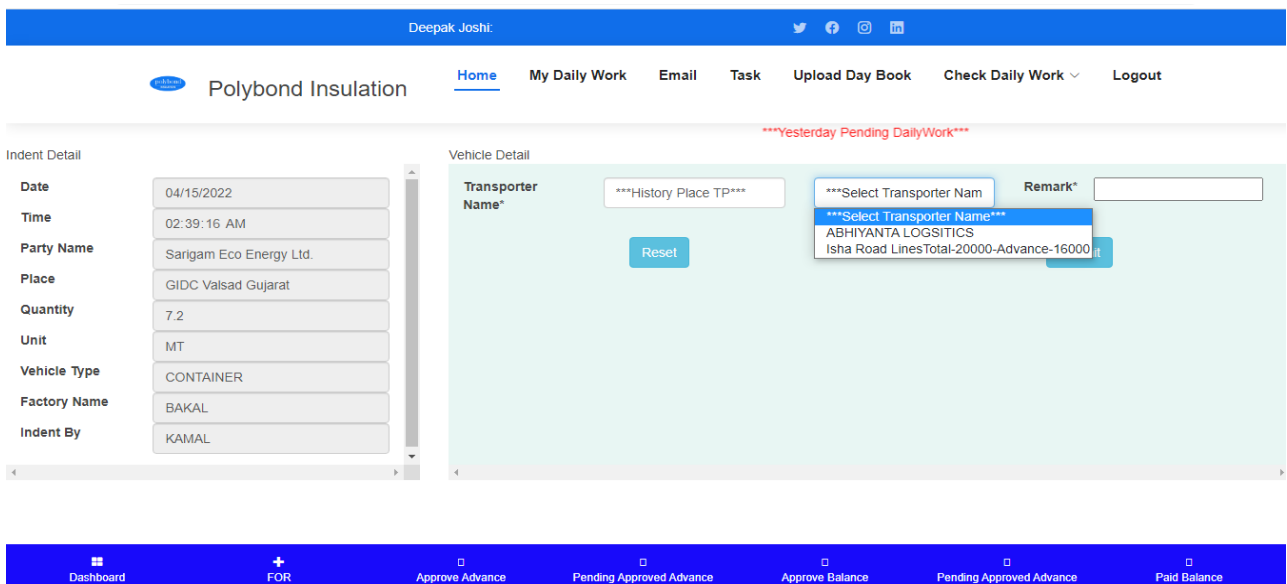 Deepak Joshi:
polybond
Polybond Insulation
Home My Daily Work Email Task Upload Day Book Check Daily Work Logout
***Yesterday Pending DailyWork***
Indent Detail
Date 04/15/2022
Time 02:39:16 AM
Party Name Sarigam Eco Energy Ltd.
Place GIDC Valsad Gujarat
Quantity 7.2
Unit MT
Vehicle Type CONTAINER
Factory Name BAKAL
Indent By KAMAL
Vehicle Detail
Transporter Name* ***History Place TP*** ***Select Transporter Nam Remark*
***Select Transporter Name***
ABHIYANTA LOGSITICS
Isha Road LinesTotal-20000-Advance-16000
Reset it
Dashboard FOR Approve Advance Pending Approved Advance Approve Balance Pending Approved Advance Paid Balance